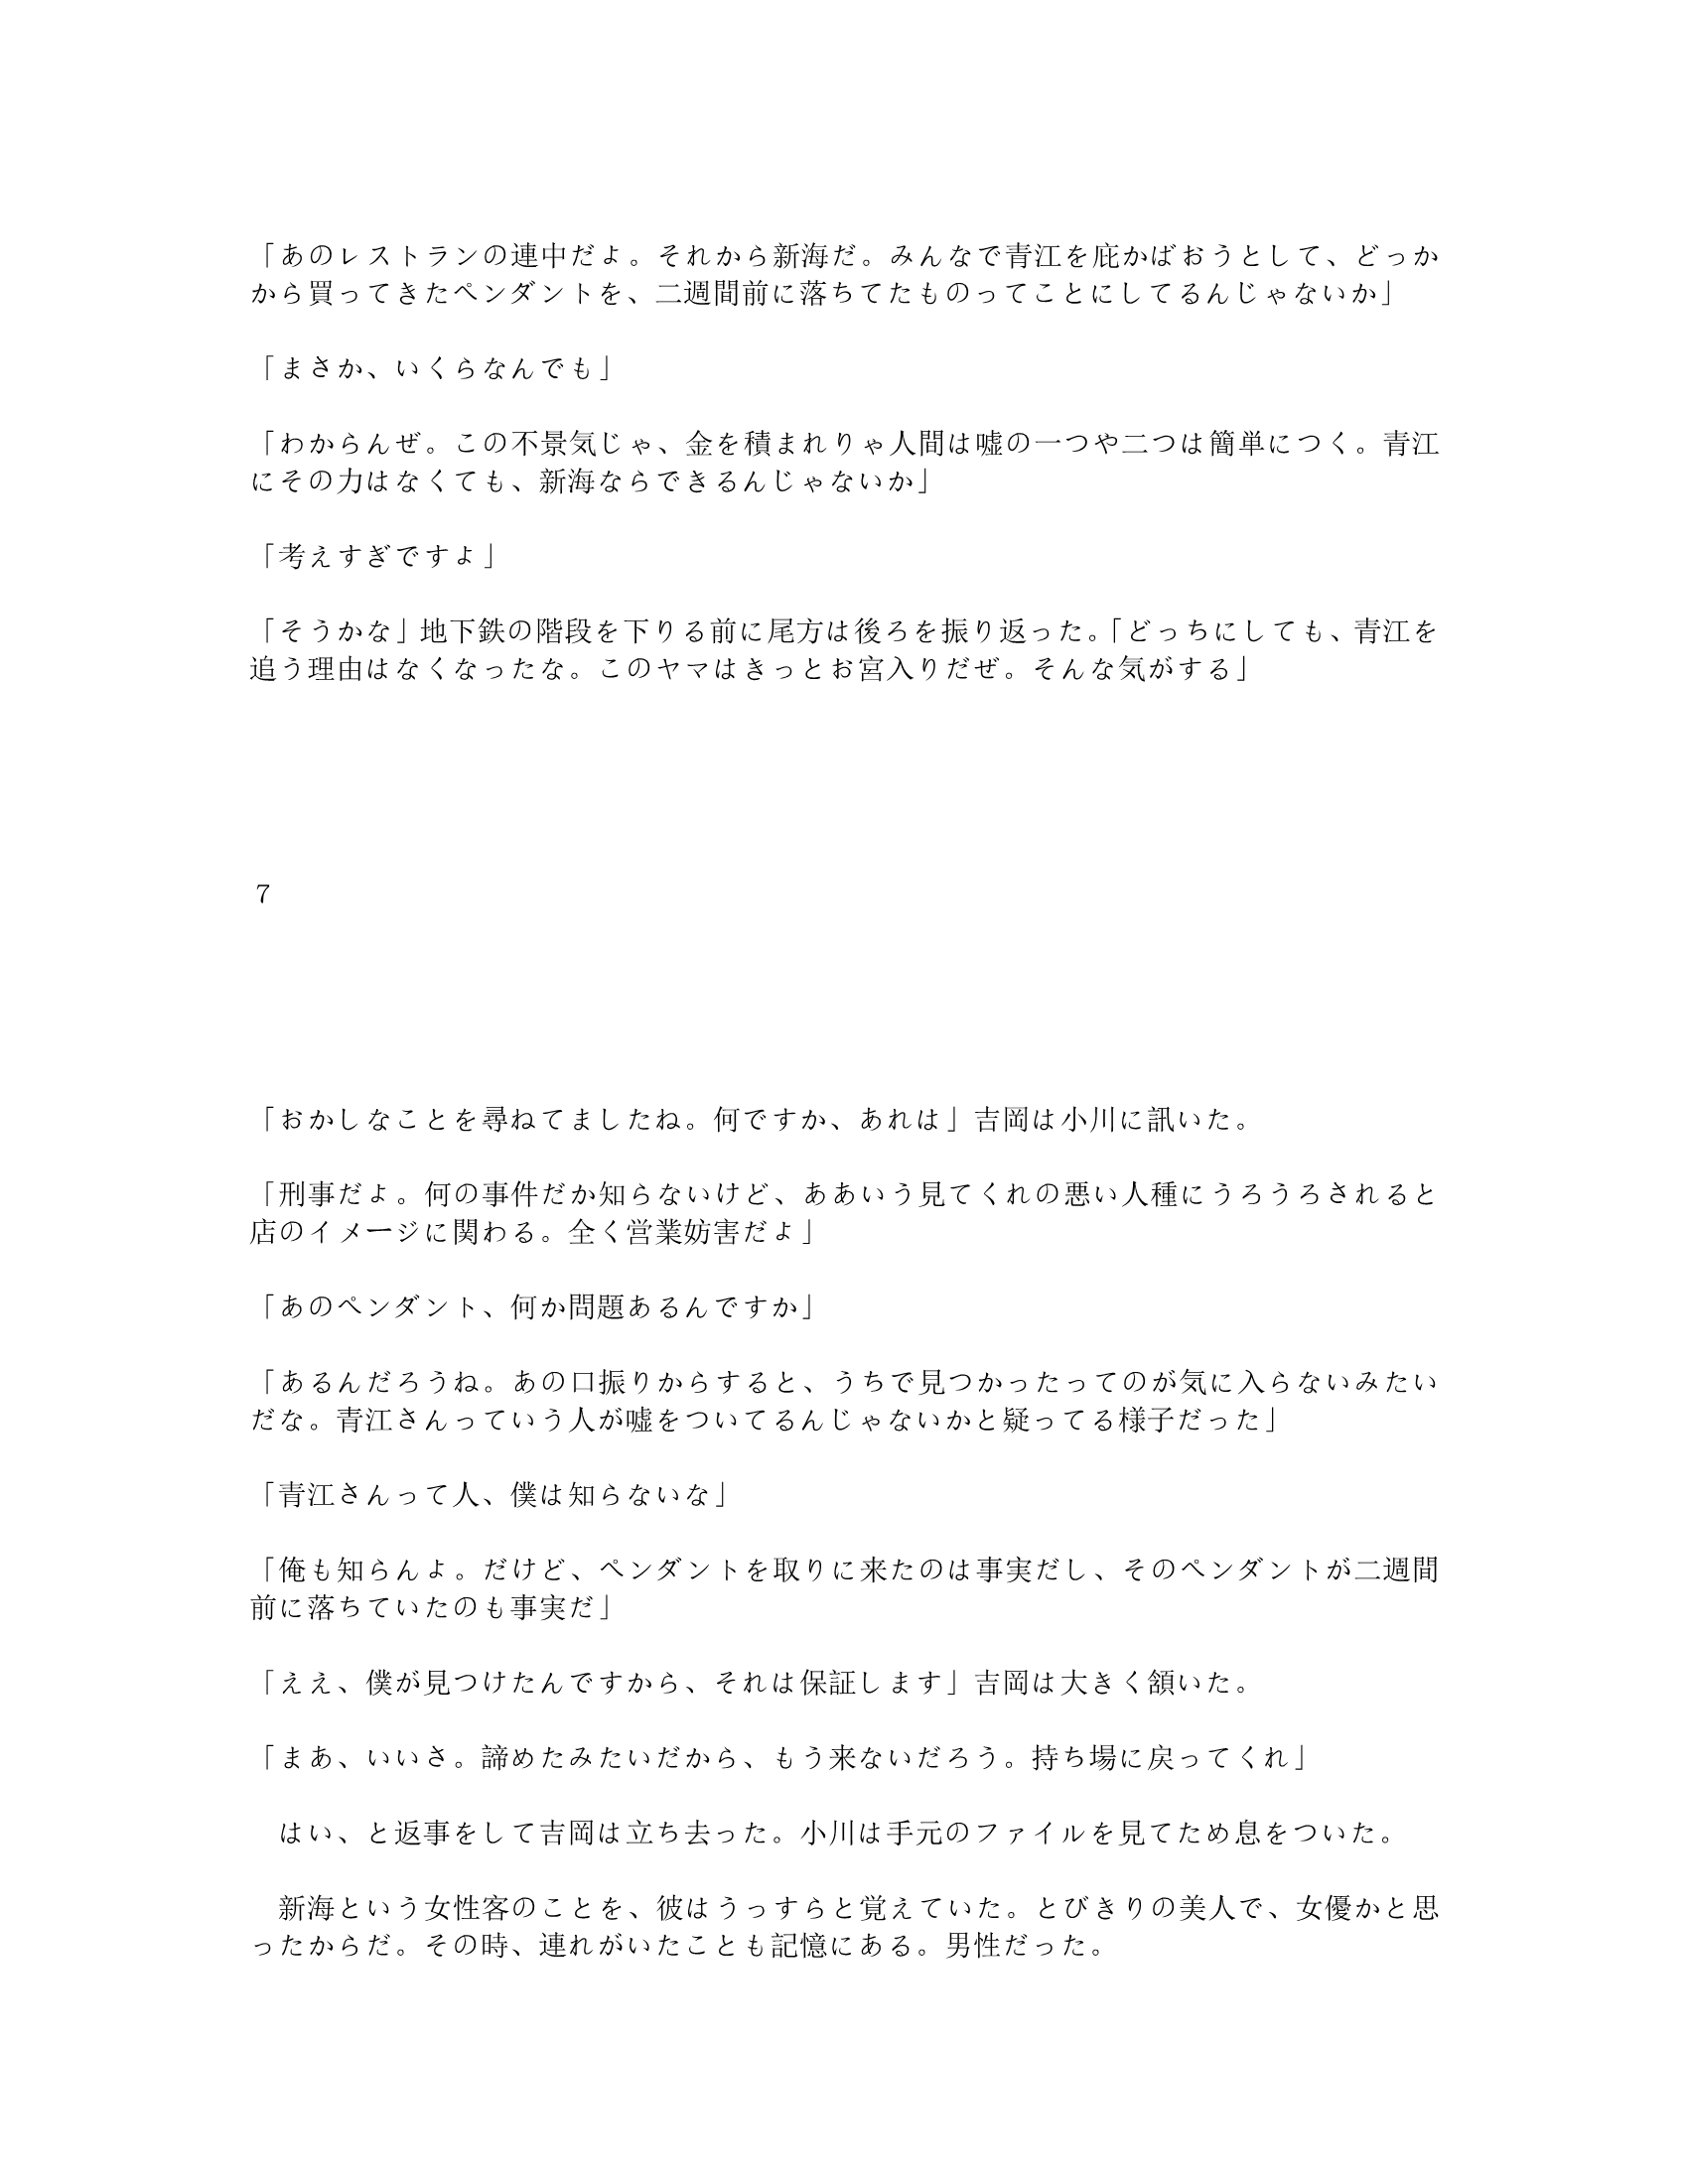 「あのレストランの連中だよ。それから新海だ。みんなで青江を庇かばおうとして、どっか
から買ってきたペンダントを、二週間前に落ちてたものってことにしてるんじゃないか」
「まさか、いくらなんでも」
「わからんぜ。この不景気じゃ、金を積まれりゃ人間は嘘の一つや二つは簡単につく。青江
にその力はなくても、新海ならできるんじゃないか」
「考えすぎですよ」
「そうかな」地下鉄の階段を下りる前に尾方は後ろを振り返った。「どっちにしても、青江を
追う理由はなくなったな。このヤマはきっとお宮入りだぜ。そんな気がする」
７
「おかしなことを尋ねてましたね。何ですか、あれは」吉岡は小川に訊いた。
「刑事だよ。何の事件だか知らないけど、ああいう見てくれの悪い人種にうろうろされると
店のイメージに関わる。全く営業妨害だよ」
「あのペンダント、何か問題あるんですか」
「あるんだろうね。あの口振りからすると、うちで見つかったってのが気に入らないみたい
だな。青江さんっていう人が嘘をついてるんじゃないかと疑ってる様子だった」
「青江さんって人、僕は知らないな」
「俺も知らんよ。だけど、ペンダントを取りに来たのは事実だし、そのペンダントが二週間
前に落ちていたのも事実だ」
「ええ、僕が見つけたんですから、それは保証します」吉岡は大きく頷いた。
「まあ、いいさ。諦めたみたいだから、もう来ないだろう。持ち場に戻ってくれ」
　はい、と返事をして吉岡は立ち去った。小川は手元のファイルを見てため息をついた。
　新海という女性客のことを、彼はうっすらと覚えていた。とびきりの美人で、女優かと思
ったからだ。その時、連れがいたことも記憶にある。男性だった。